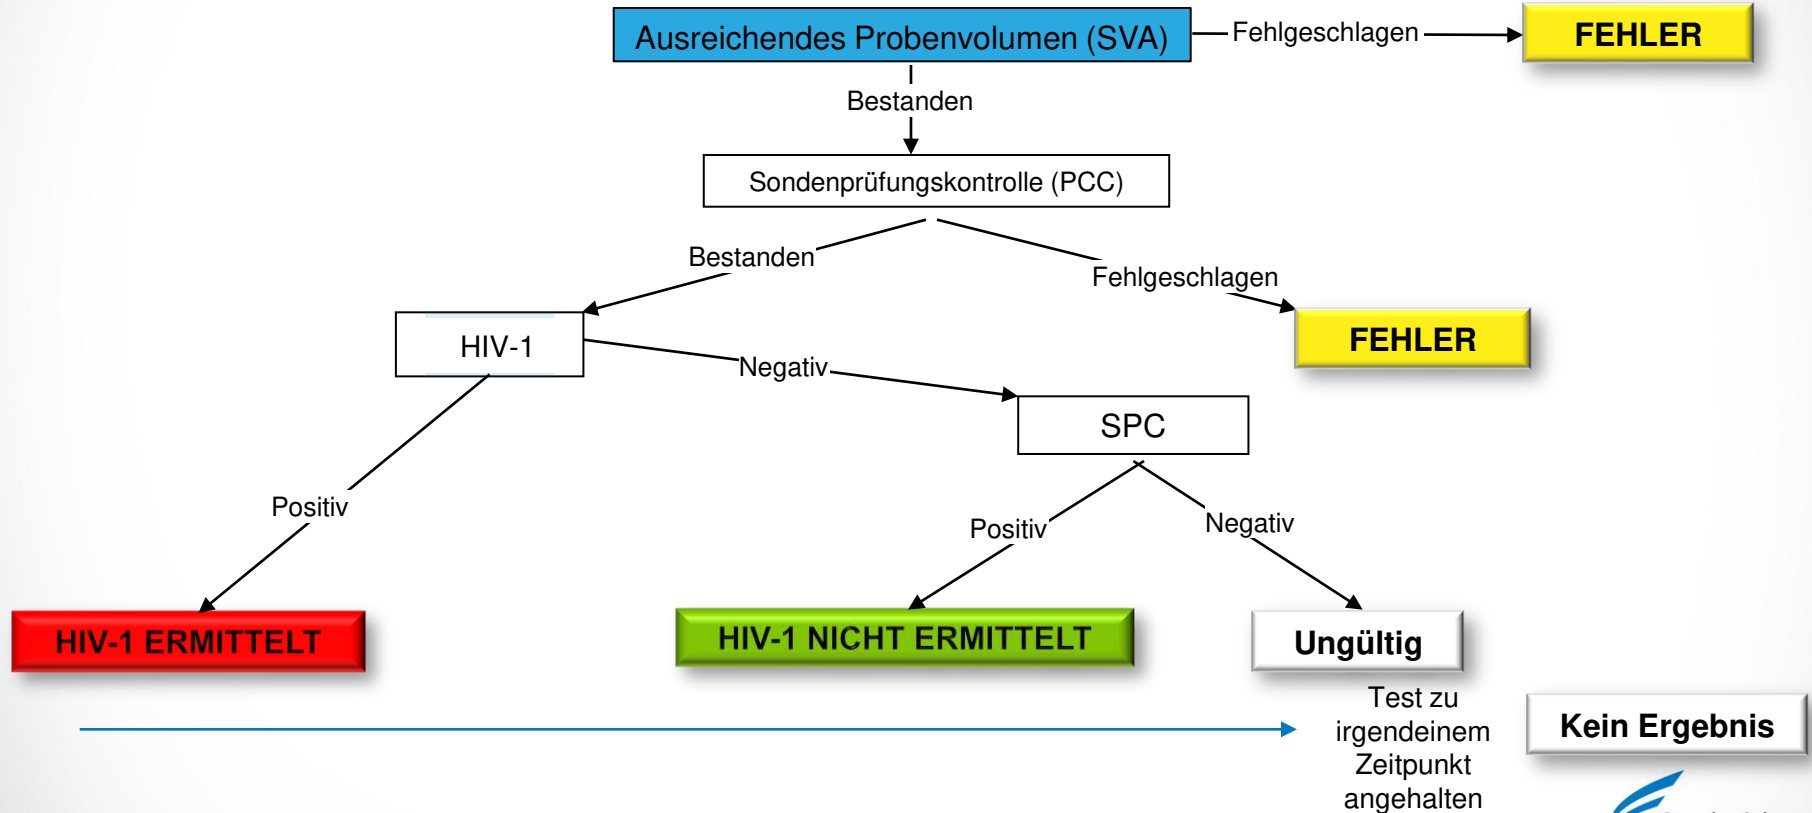 Ausreichendes Probenvolumen (SVA)
Fehlgeschlagen
FEHLER
Bestanden
Sondenprüfungskontrolle (PCC)
Bestanden
Fehlgeschlagen
HIV-1
FEHLER
Negativ
SPC
Positiv
Positiv
Negativ
HIV-1 ERMITTELT
HIV-1 NICHT ERMITTELT
Ungültig
Test zu
irgendeinem
Zeitpunkt
angehalten
Kein Ergebnis